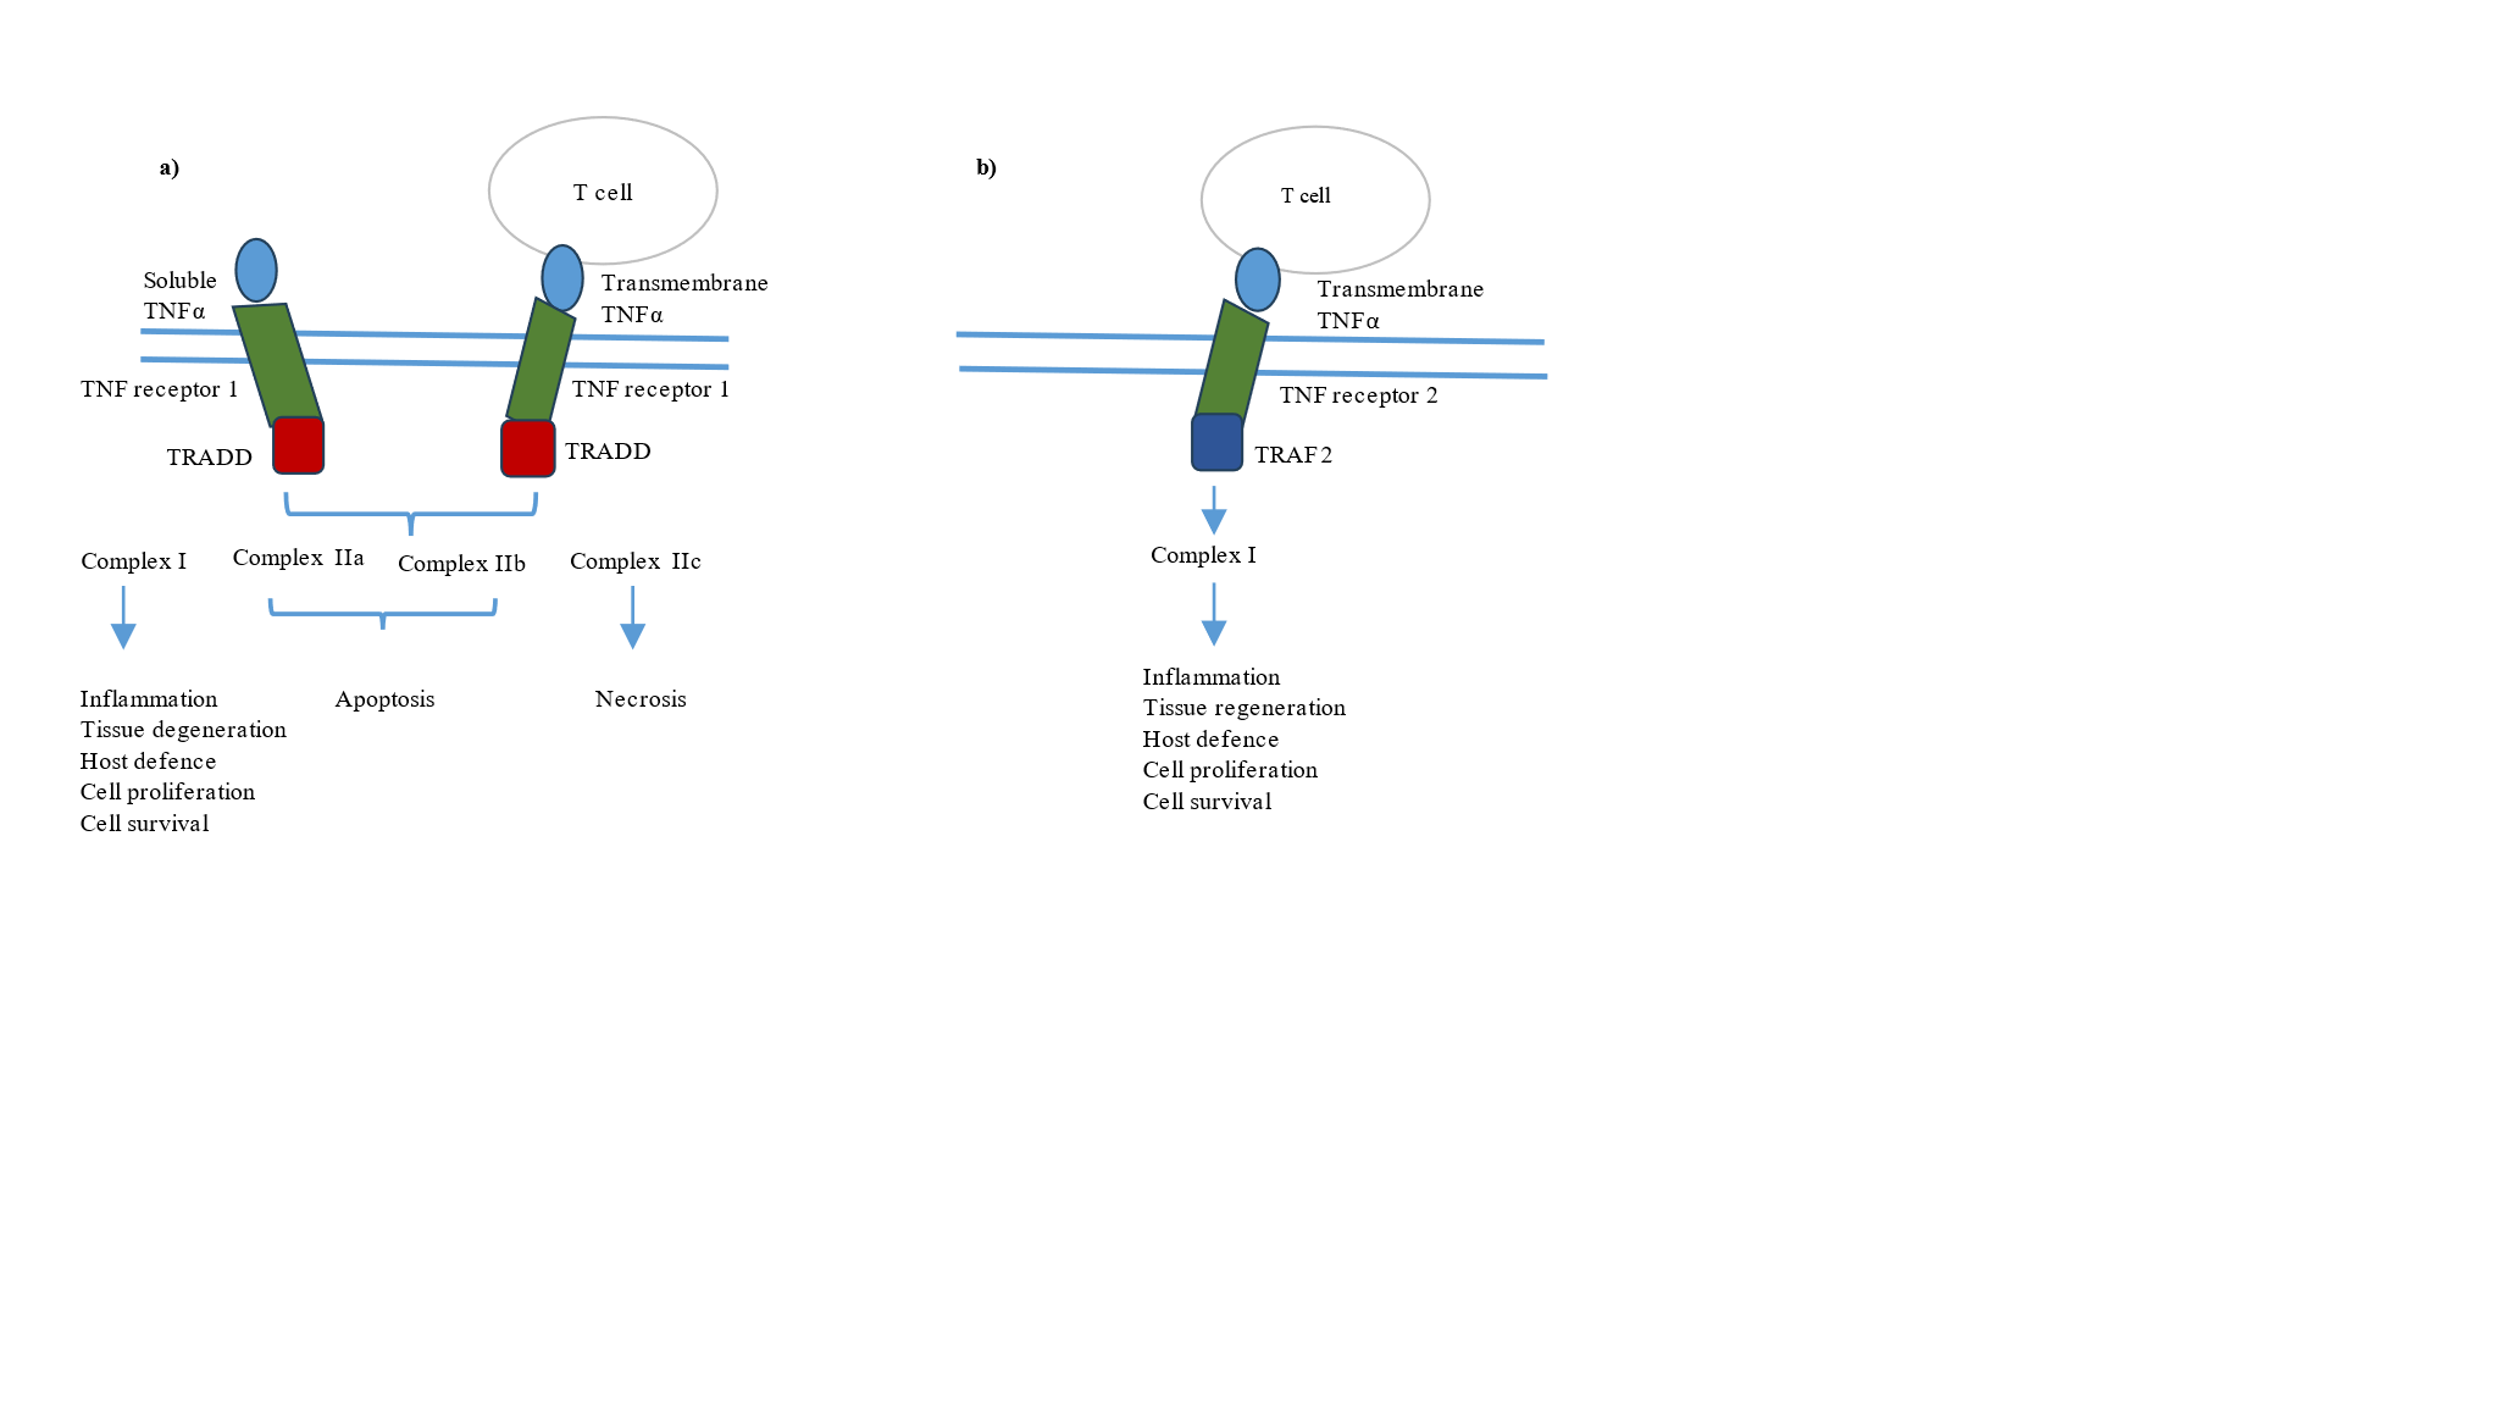 a)
T cell
Soluble
TNFα
Transmembrane
TNFα
TNF receptor 1
TNF receptor 1
TRADD
TRADD
Complex I
Complex IIa
Complex IIb
Complex IIc
Inflammation
Tissue degeneration
Host defence
Cell proliferation
Cell survival
Apoptosis
Necrosis
b)
T cell
Transmembrane
TNFα
TNF receptor 2
TRAF2
Complex I
Inflammation
Tissue regeneration
Host defence
Cell proliferation
Cell survival